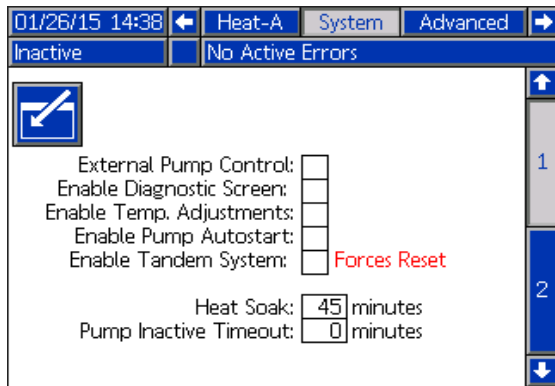 01/26/15 14:38 Heat-A System Advanced
Inactive No Active Errors
External Pump Control:
Enable Diagnostic Screen:
Enable Temp. Adjustments:
Enable Pump Autostart:
Enable Tandem System: Forces Reset
Heat Soak: 45 minutes
Pump Inactive Timeout: 0 minutes
1
2